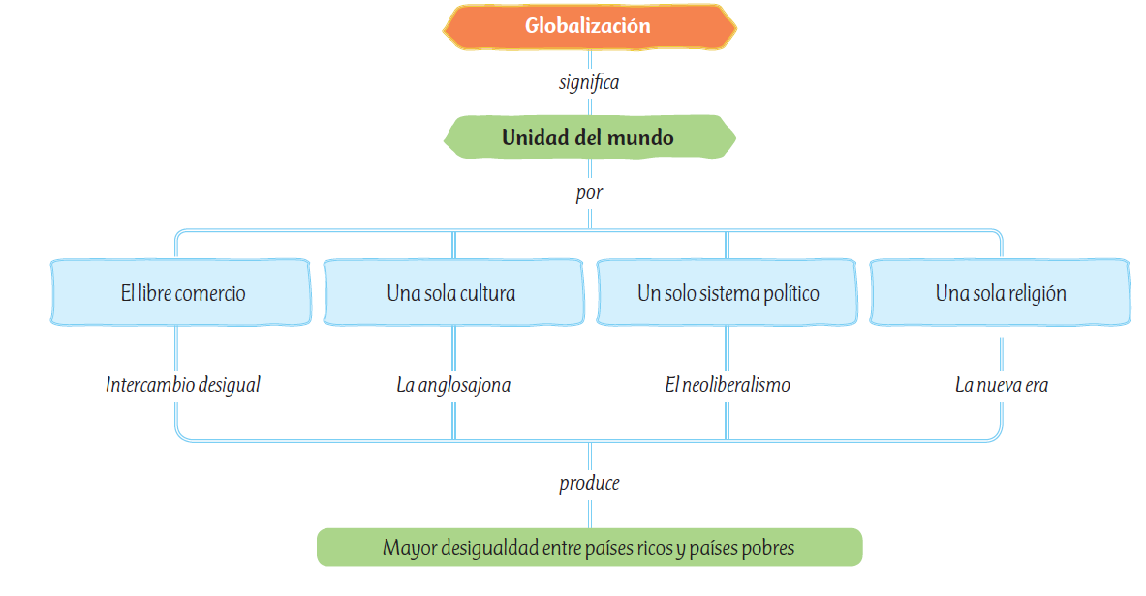 Globalización
significa
Unidad del mundo
por
El libre comercio
Una sola cultura
Un solo sistema político
Una sola religión
Intercambio desigual
La anglosajona
El neoliberalismo
La nueva era
produce
Mayor desigualdad entre países ricos y países pobres